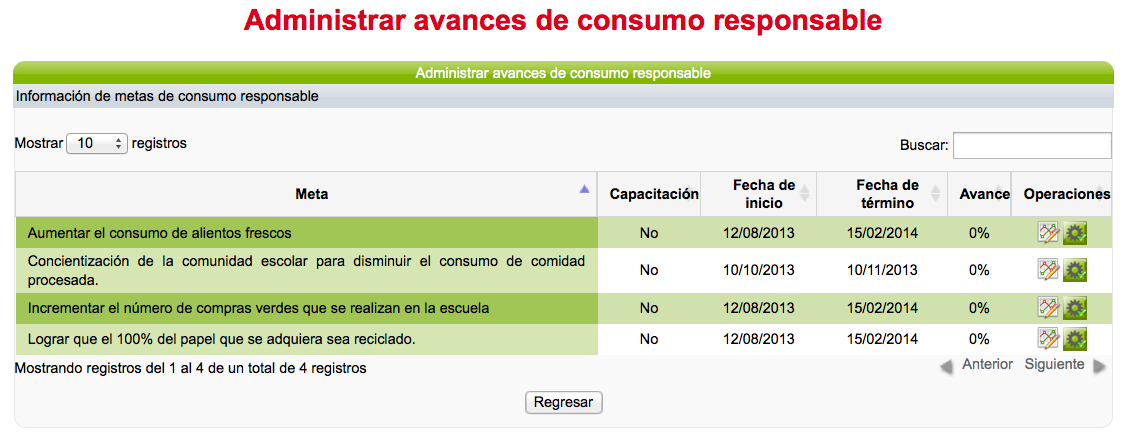 Administrar avances de consumo responsable
Administrar avances de consumo responsable
Información de metas de consumo responsable
Mostrar 10 registros
Buscar:
Meta Capacitación Fecha de inicio Fecha de término Avance Operaciones
Aumentar el consumo de alientos frescos No 12/08/2013 15/02/2014 0%
Concientización de la comunidad escolar para disminuir el consumo de comidad
procesada. No 10/10/2013 10/11/2013 0%
Incrementar el número de compras verdes que se realizan en la escuela No 12/08/2013 15/02/2014 0%
Lograr que el 100% del papel que se adquiera sea reciclado. No 12/08/2013 15/02/2014 0%
Mostrando registros del 1 al 4 de un total de 4 registros
Anterior Siguiente
Regresar